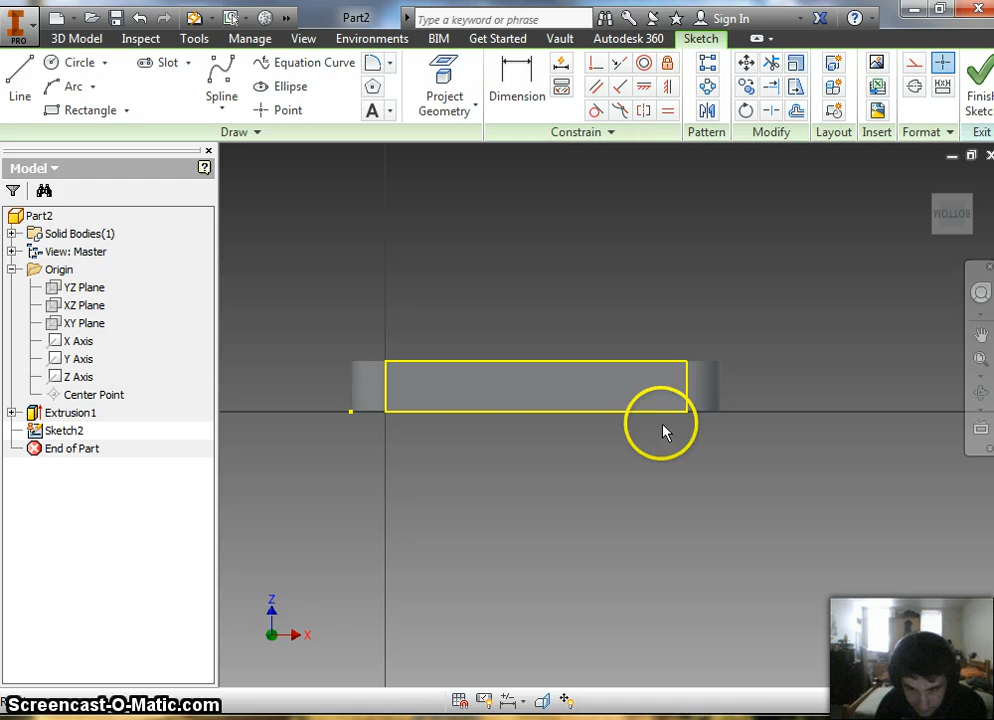 PRO
Part2
Type a keyword or phrase
Sign In
3D Model Inspect Tools Manage View Environments BIM Get Started Vault Autodesk 360 Sketch
Line
Circle
Arc
Rectangle
Slot
Spline
Equation Curve
Ellipse
Point
A
Project
Geometry
Dimension
Finish
Sketc
Draw Constrain Pattern Modify Layout Insert Format Exit
Model
Part2
Solid Bodies(1)
View: Master
Origin
YZ Plane
XZ Plane
XY Plane
X Axis
Y Axis
Z Axis
Center Point
Extrusion1
Sketch2
End of Part
BOTTOM
Z
X
Screencast-O-Matic.com